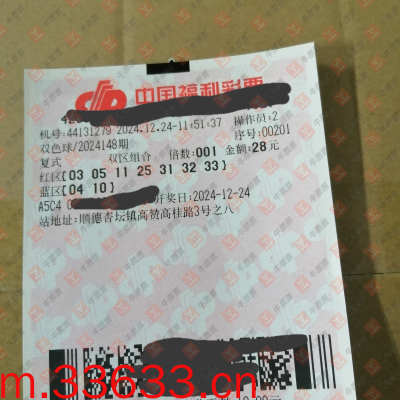 中国福利彩票
机号:44131279 2024.12.24-11:51:37 操作员:2
双色球/2024148期 序号:00201
复式 双区组合 倍数:001 金额:28元
红区[03 05 11 25 31 32 33]
蓝区[04 10]
A5C4 开奖日:2024-12-24
站地址:顺德杏坛镇高赞高桂路3号之八
m.33633.cn